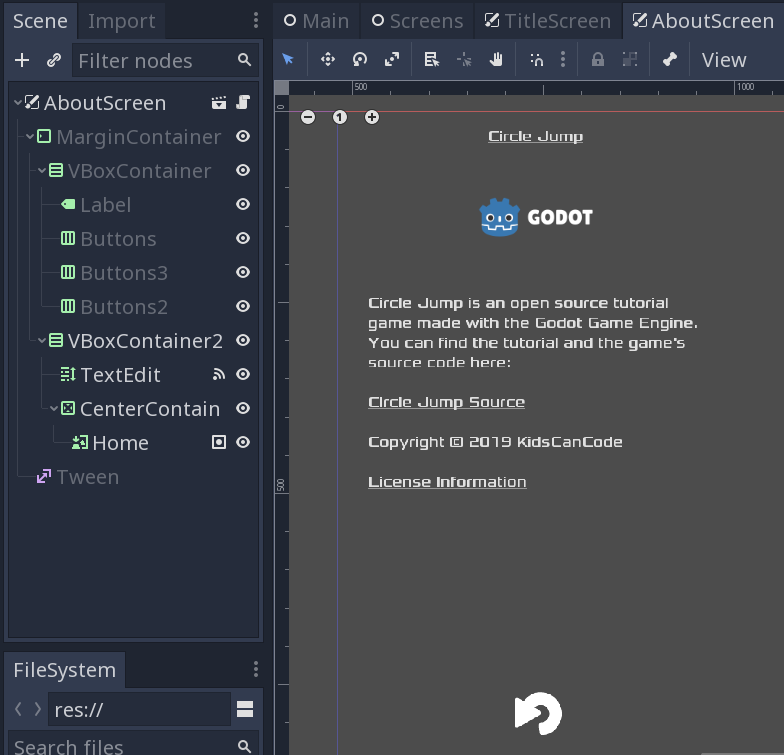 Scene Import
Main Screens TitleScreen AboutScreen
Filter nodes
View
500 1000
0
1
AboutScreen
MarginContainer
VBoxContainer
Label
Buttons
Buttons3
Buttons2
VBoxContainer2
TextEdit
CenterContain
Home
Tween
FileSystem
res://
Search files
Circle Jump
GODOT
Circle Jump is an open source tutorial
game made with the Godot Game Engine.
You can find the tutorial and the game's
source code here:
Circle Jump Source
Copyright © 2019 KidsCanCode
License Information
500